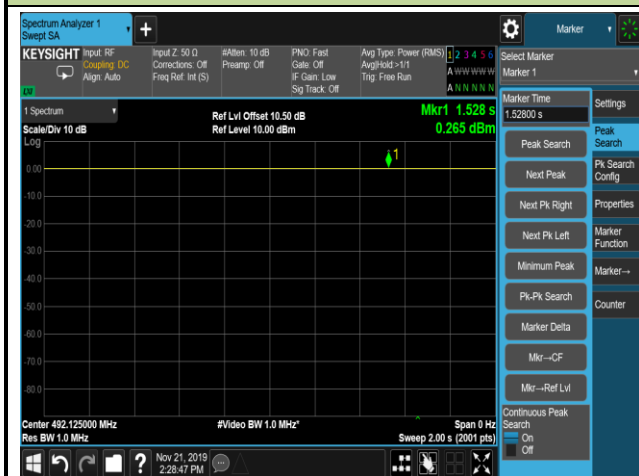 Spectrum Analyzer 1
Swept SA
+
Marker
KEYSIGHT
Input: RF
Coupling: DC
Align: Auto
Input Z: 50 Ω
Corrections: Off
Freq Ref: Int (S)
#Atten: 10 dB
Preamp: Off
PNO: Fast
Gate: Off
IF Gain: Low
Sig Track: Off
Avg Type: Power (RMS)
Avg|Hold:>1/1
Trig: Free Run
1 2 3 4 5 6
A W W W W W
A N N N N N
LXI
Select Marker
Marker 1
1 Spectrum
Scale/Div 10 dB
Log
Ref Lvl Offset 10.50 dB
Ref Level 10.00 dBm
Mkr1 1.528 s
0.265 dBm
1
0.00
-10.0
-20.0
-30.0
-40.0
-50.0
-60.0
-70.0
-80.0
Center 492.125000 MHz
Res BW 1.0 MHz
#Video BW 1.0 MHz*
Span 0 Hz
Sweep 2.00 s (2001 pts)
Marker Time
1.52800 s
Peak Search
Next Peak
Next Pk Right
Next Pk Left
Minimum Peak
Pk-Pk Search
Marker Delta
Mkr→CF
Mkr→Ref Lvl
Continuous Peak
Search
On
Off
Settings
Peak
Search
Pk Search
Config
Properties
Marker
Function
Marker→
Counter
?
Nov 21, 2019
2:28:47 PM